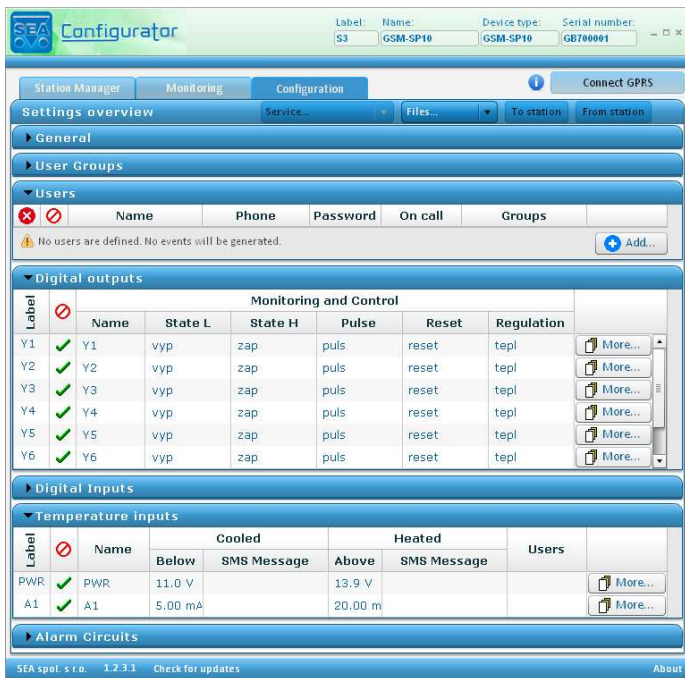 SEA Configurator
Label: Name: Device type: Serial number:
S3 GSM-SP10 GSM-SP10 GB700001
Station Manager Monitoring Configuration Connect GPRS
Settings overview Service... Files... To station From station
General
User Groups
Users
Name Phone Password On call Groups
No users are defined. No events will be generated. Add...
Digital outputs
Label Monitoring and Control
Name State L State H Pulse Reset Regulation
Y1 Y1 vyp zap puls reset tepl More...
Y2 Y2 vyp zap puls reset tepl More...
Y3 Y3 vyp zap puls reset tepl More...
Y4 Y4 vyp zap puls reset tepl More...
Y5 Y5 vyp zap puls reset tepl More...
Y6 Y6 vyp zap puls reset tepl More...
Digital Inputs
Temperature inputs
Label Name Cooled Heated Users
Below SMS Message Above SMS Message
PWR PWR 11.0 V 13.9 V More...
A1 A1 5.00 mA 20.00 m More...
Alarm Circuits
SEA spol. s r.o. 1.2.3.1 Check for updates About